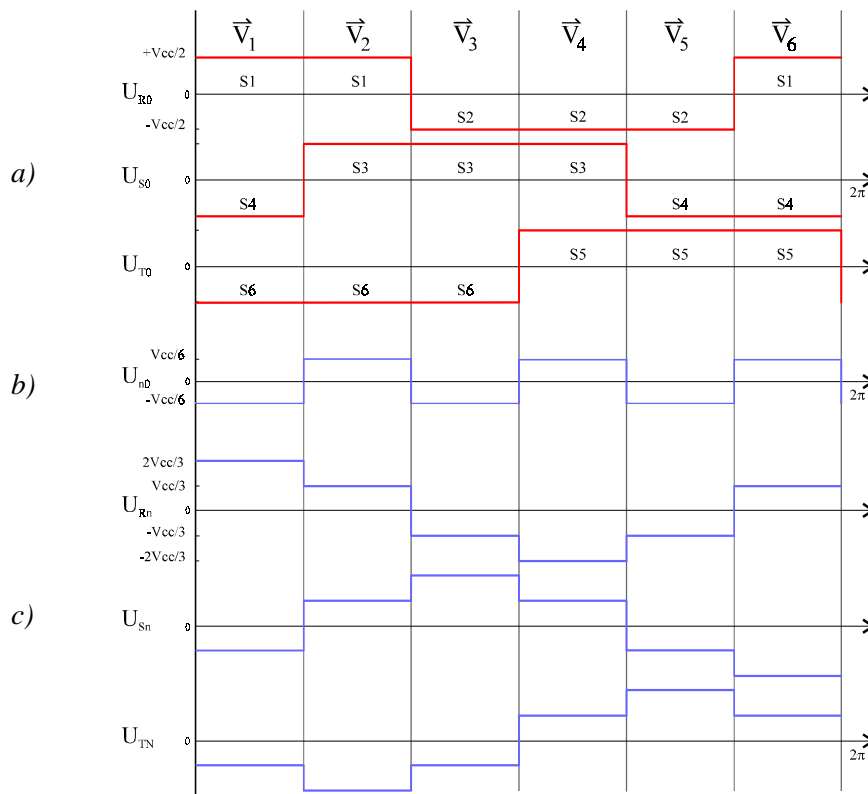 V1 V2 V3 V4 V5 V6
+Vcc/2
S1 S1 S1
UR0 0
S2 S2 S2
-Vcc/2
a)
S3 S3 S3
US0 0
2π
S4 S4 S4
UT0 0
S5 S5 S5
S6 S6 S6
Vcc/6
b)
Un0 0
2π
-Vcc/6
2Vcc/3
Vcc/3
URn 0
-Vcc/3
-2Vcc/3
c)
USn 0
UTN 0
2π